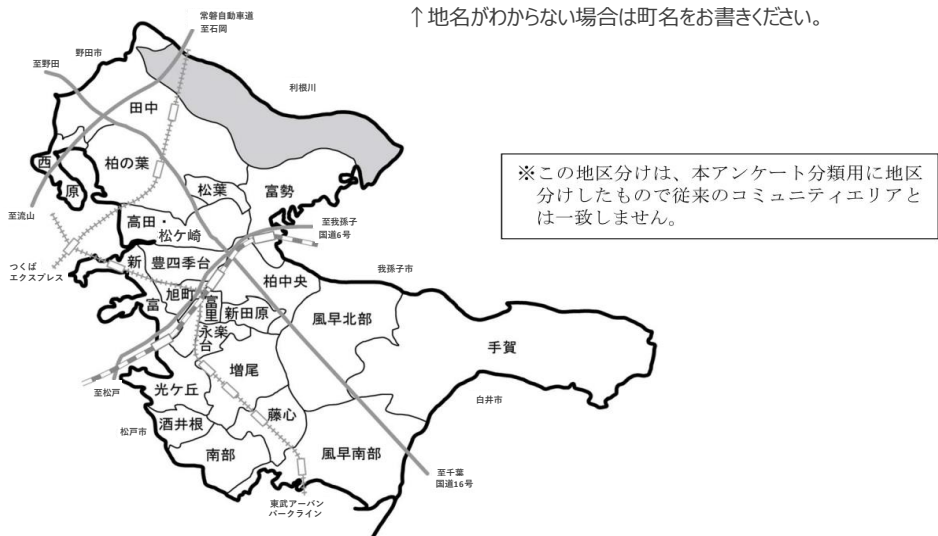 ↑地名がわからない場合は町名をお書きください。
常磐自動車道
至石岡
野田市
至野田
利根川
田中
西
原
柏の葉
松葉
富勢
※この地区分けは、本アンケート分類用に地区
分けしたもので従来のコミュニティエリアと
は一致しません。
至流山
高田・
松ケ崎
至我孫子
国道6号
つくば
エクスプレス
新
富
豊四季台
我孫子市
柏中央
旭町
富里
新田原
風早北部
永楽台
手賀
増尾
至松戸
光ケ丘
白井市
藤心
松戸市
酒井根
南部
風早南部
至千葉
国道16号
東武アーバン
パークライン